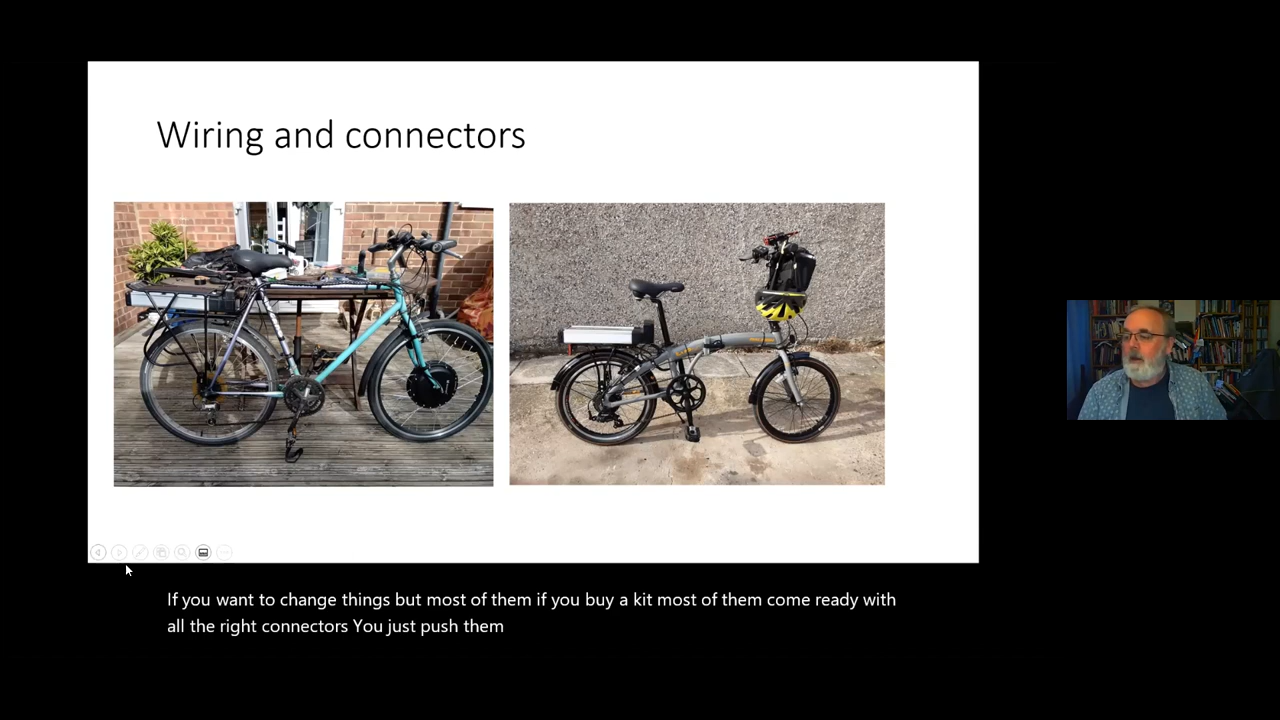 Wiring and connectors
If you want to change things but most of them if you buy a kit most of them come ready with
all the right connectors You just push them